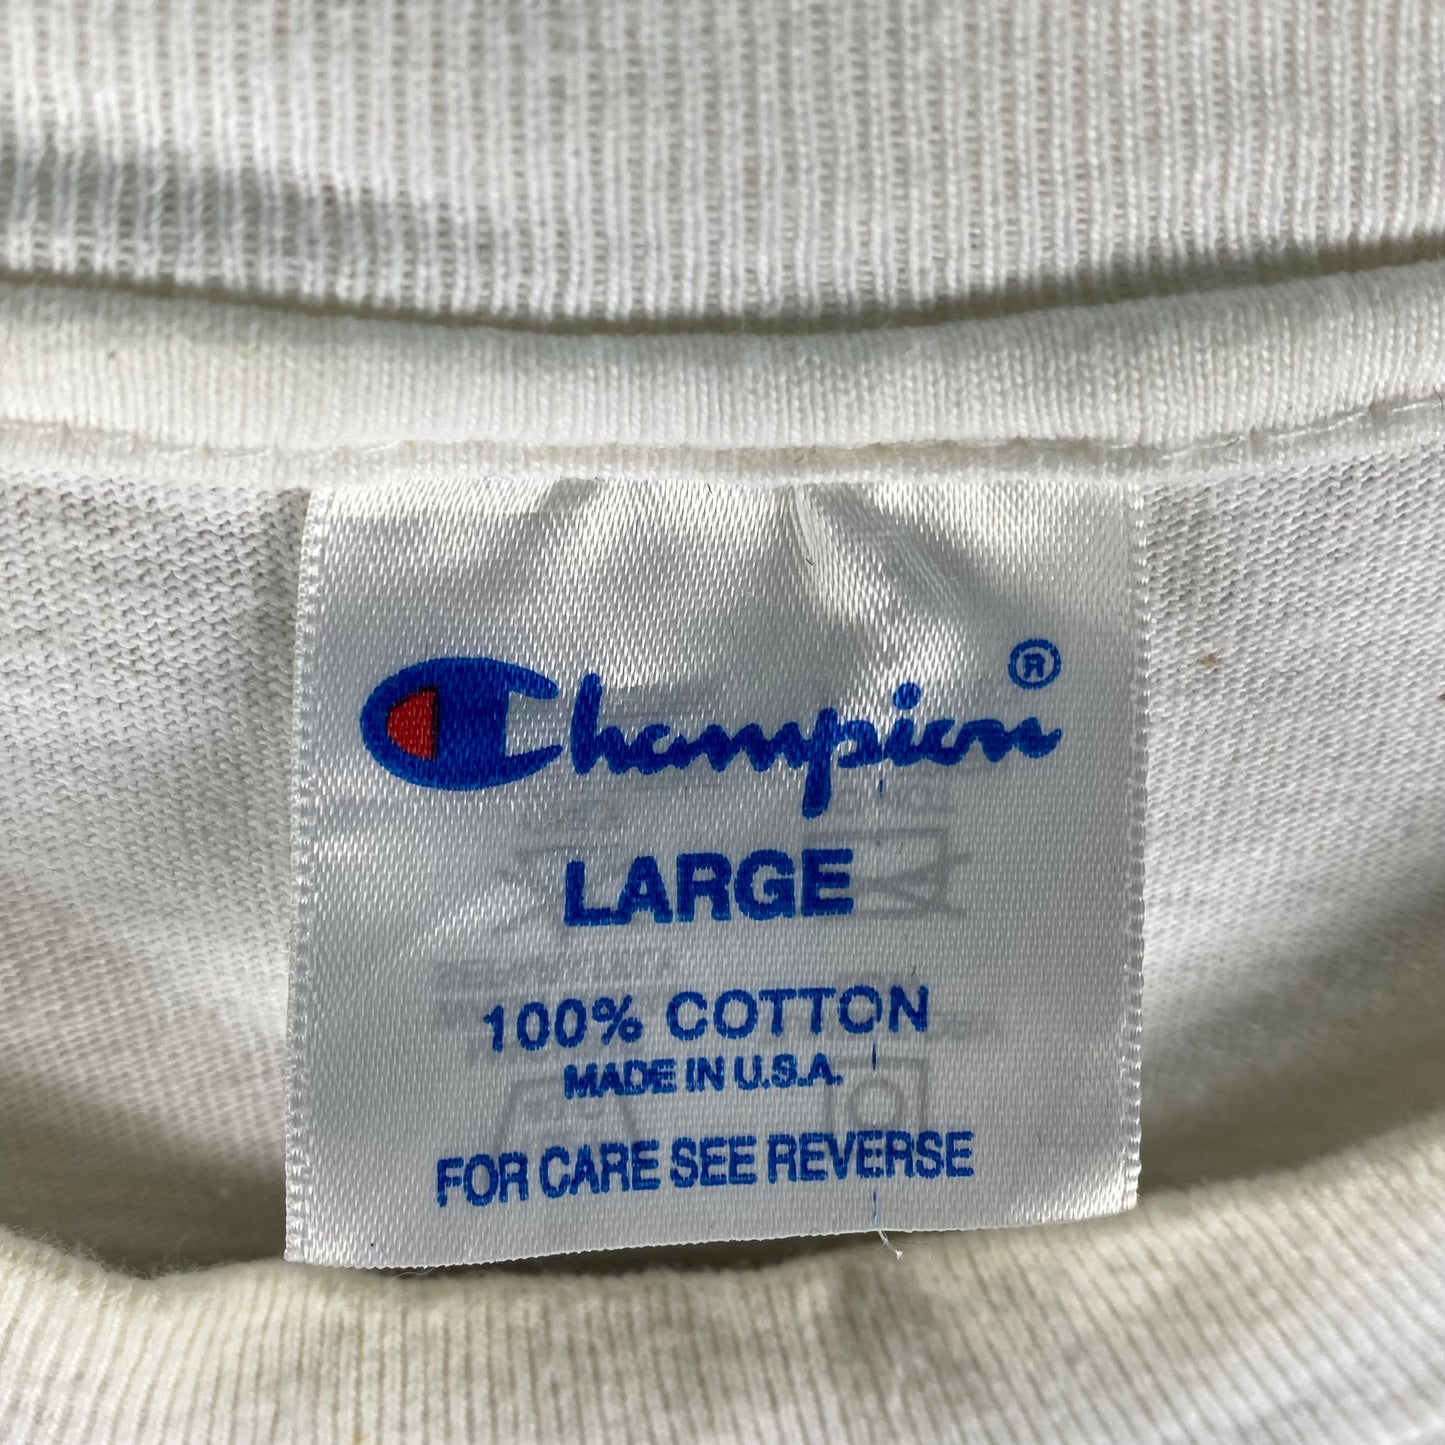 Champion ®
LARGE
100% COTTON
MADE IN U.S.A.
FOR CARE SEE REVERSE